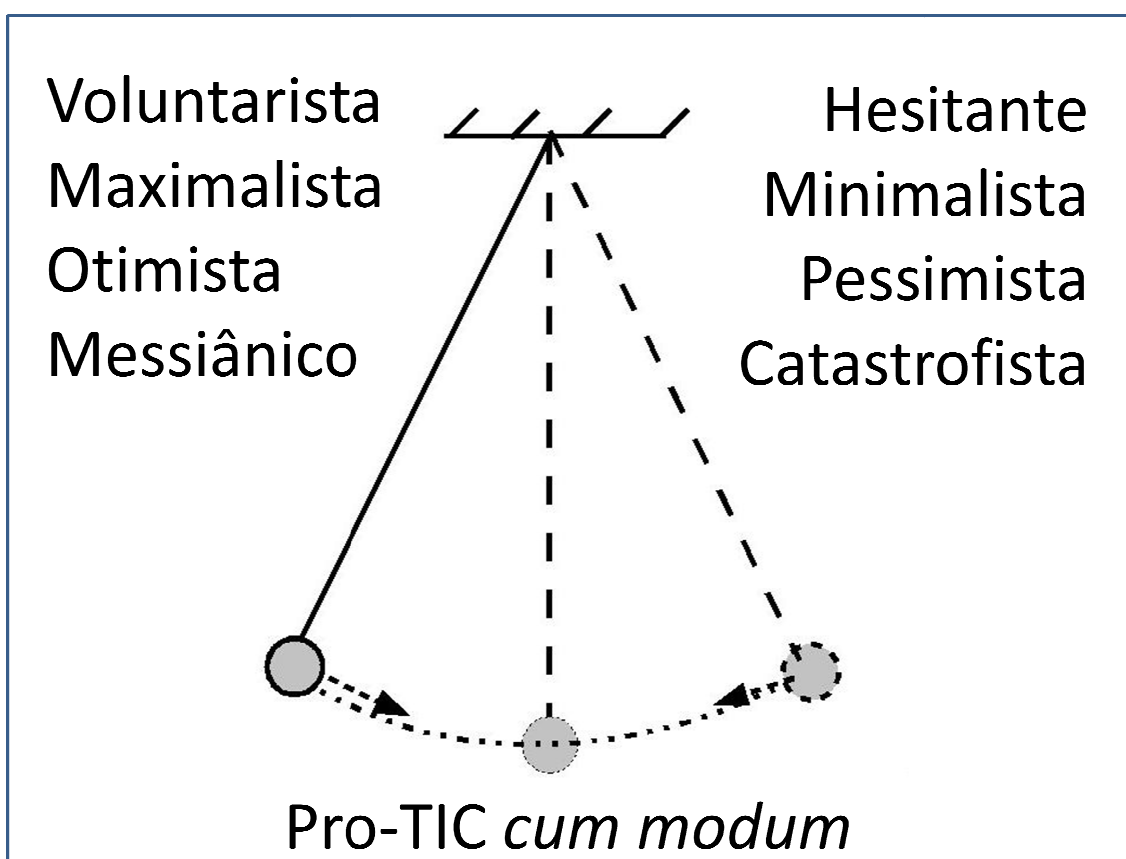 Voluntarista
Maximalista
Otimista
Messiânico
Hesitante
Minimalista
Pessimista
Catastrofista
Pro-TIC cum modum